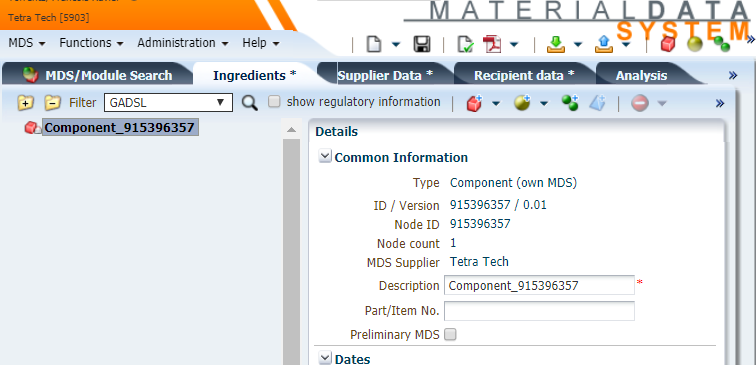 Tetra Tech [5903]
MATERIALDATA
SYSTEM
MDS Functions Administration Help
MDS/Module Search Ingredients * Supplier Data * Recipient data * Analysis »
Filter GADSL show regulatory information »
Component_915396357
Details
Common Information
Type Component (own MDS)
ID / Version 915396357 / 0.01
Node ID 915396357
Node count 1
MDS Supplier Tetra Tech
Description Component_915396357 *
Part/Item No.
Preliminary MDS
Dates